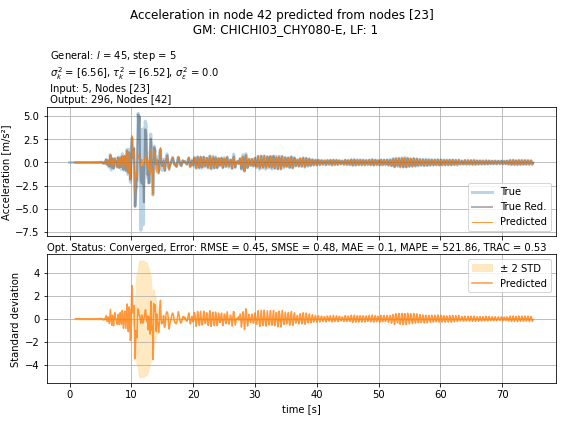 Acceleration in node 42 predicted from nodes [23]
GM: CHICHI03_CHY080-E, LF: 1
General: l = 45, step = 5
σ²ₖ = [6.56], τ²ₖ = [6.52], σ²ε = 0.0
Input: 5, Nodes [23]
Output: 296, Nodes [42]
Acceleration [m/s²]
5.0
2.5
0.0
−2.5
−5.0
−7.5
True
True Red.
Predicted
Opt. Status: Converged, Error: RMSE = 0.45, SMSE = 0.48, MAE = 0.1, MAPE = 521.86, TRAC = 0.53
Standard deviation
4
2
0
−2
−4
± 2 STD
Predicted
0 10 20 30 40 50 60 70
time [s]